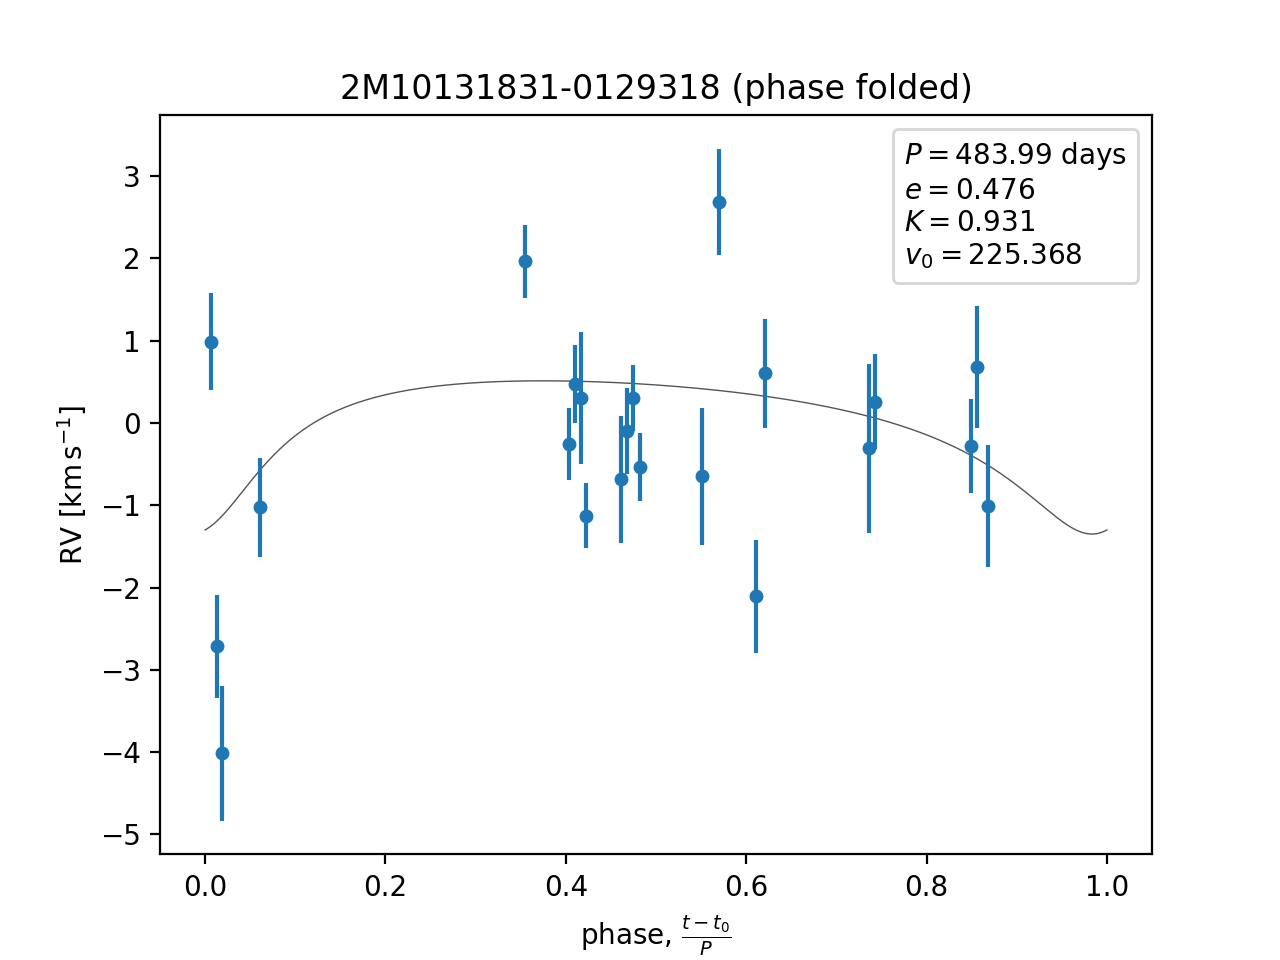 2M10131831-0129318 (phase folded)
P = 483.99 days
e = 0.476
K = 0.931
v₀ = 225.368
3
2
1
0
−1
−2
−3
−4
−5
RV [km s⁻¹]
0.0 0.2 0.4 0.6 0.8 1.0
phase, (t − t₀)/P